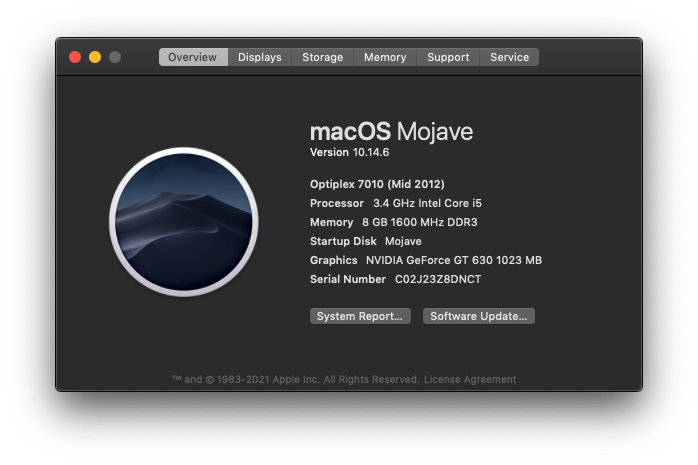 Overview Displays Storage Memory Support Service
macOS Mojave
Version 10.14.6
Optiplex 7010 (Mid 2012)
Processor 3.4 GHz Intel Core i5
Memory 8 GB 1600 MHz DDR3
Startup Disk Mojave
Graphics NVIDIA GeForce GT 630 1023 MB
Serial Number C02J23Z8DNCT
System Report... Software Update...
™ and © 1983-2021 Apple Inc. All Rights Reserved. License Agreement